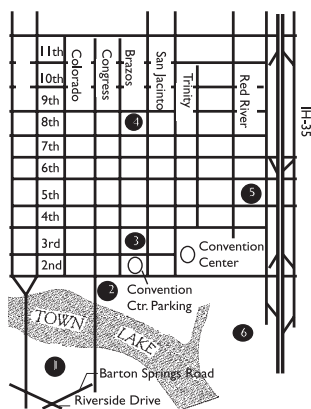 11th
10th
9th
8th
7th
6th
5th
4th
3rd
2nd
Colorado
Congress
Brazos
San Jacinto
Trinity
Red River
IH-35
4
5
3
Convention
Center
Convention
Ctr. Parking
2
6
TOWN LAKE
1
Barton Springs Road
Riverside Drive